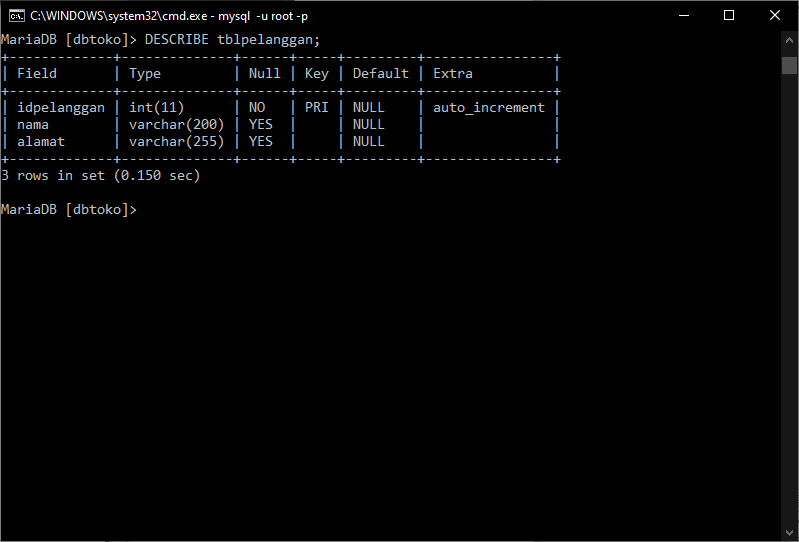 C:\WINDOWS\system32\cmd.exe - mysql  -u root -p
MariaDB [dbtoko]> DESCRIBE tblpelanggan;
+-------------+--------------+------+-----+---------+----------------+
| Field       | Type         | Null | Key | Default | Extra          |
+-------------+--------------+------+-----+---------+----------------+
| idpelanggan | int(11)      | NO   | PRI | NULL    | auto_increment |
| nama        | varchar(200) | YES  |     | NULL    |                |
| alamat      | varchar(255) | YES  |     | NULL    |                |
+-------------+--------------+------+-----+---------+----------------+
3 rows in set (0.150 sec)
MariaDB [dbtoko]>